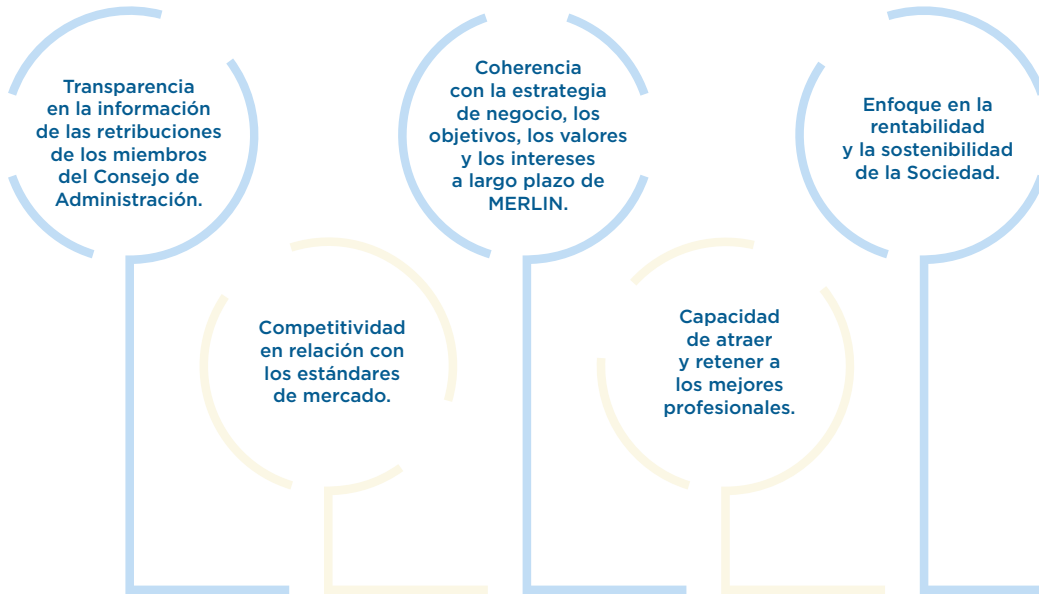 Transparencia
en la información
de las retribuciones
de los miembros
del Consejo de
Administración.
Competitividad
en relación con
los estándares
de mercado.
Coherencia
con la estrategia
de negocio, los
objetivos, los valores
y los intereses
a largo plazo de
MERLIN.
Capacidad
de atraer
y retener a
los mejores
profesionales.
Enfoque en la
rentabilidad
y la sostenibilidad
de la Sociedad.